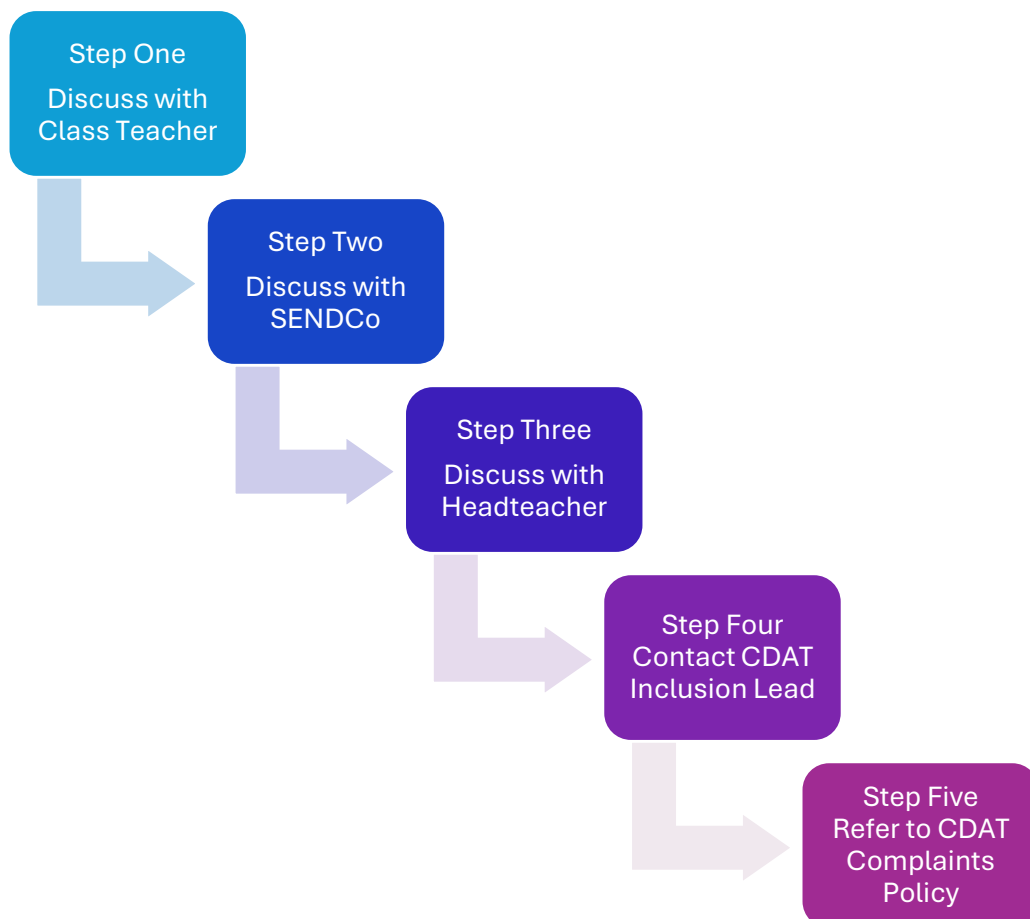 Step One
Discuss with
Class Teacher
Step Two
Discuss with
SENDCo
Step Three
Discuss with
Headteacher
Step Four
Contact CDAT
Inclusion Lead
Step Five
Refer to CDAT
Complaints
Policy